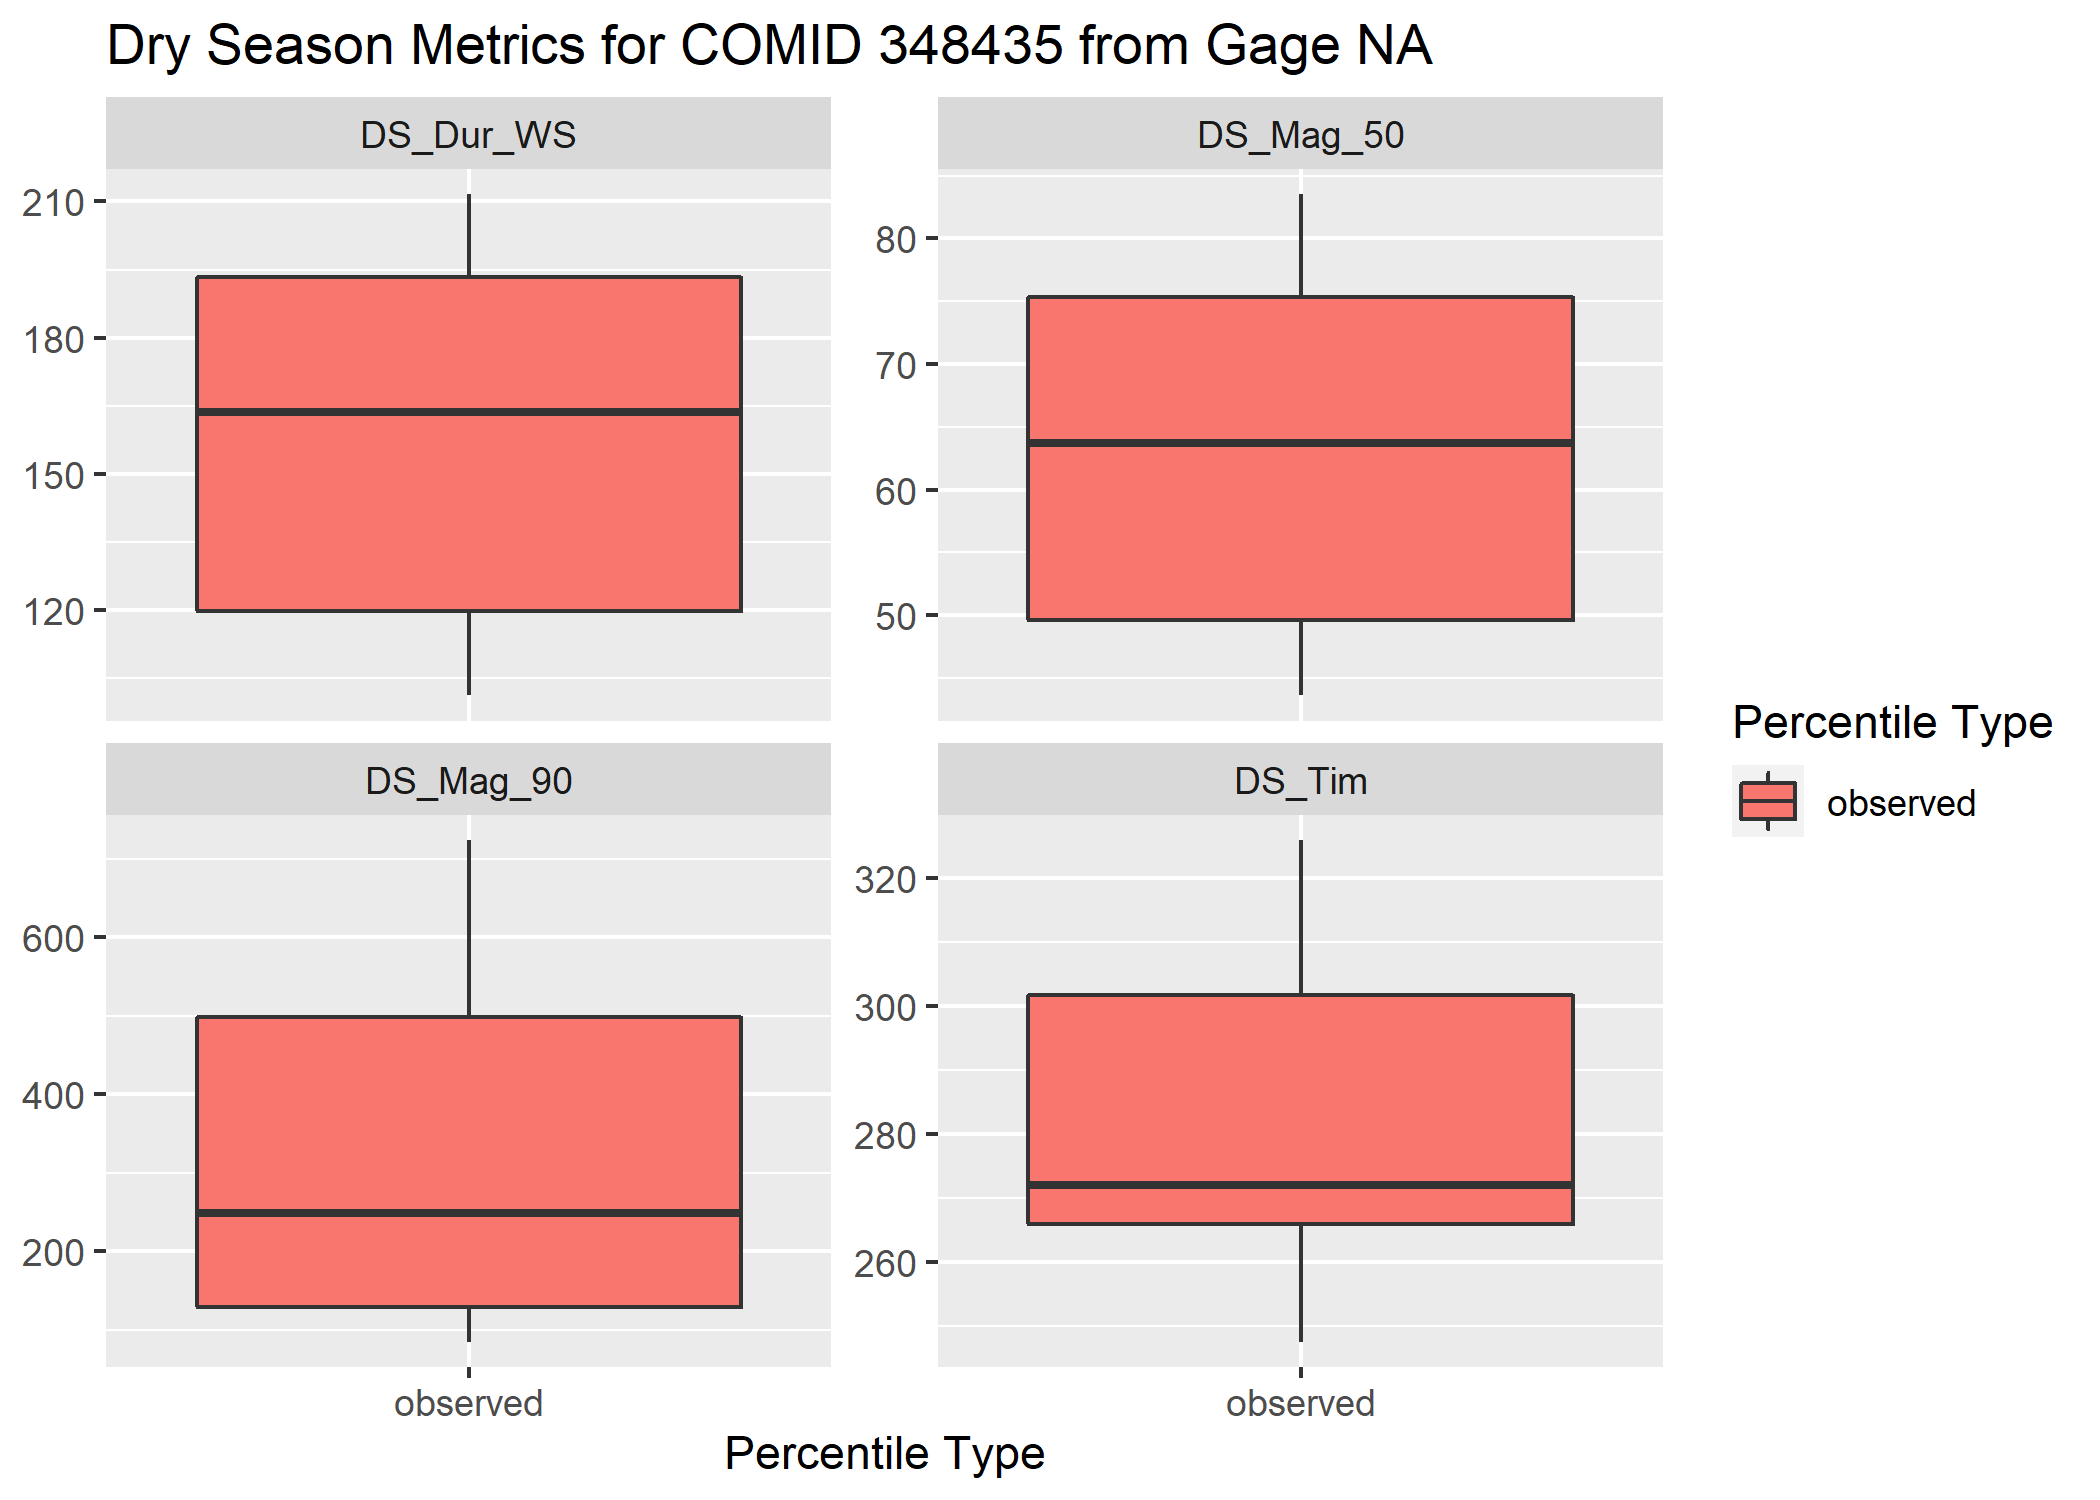 Dry Season Metrics for COMID 348435 from Gage NA
DS_Dur_WS
210
180
150
120
DS_Mag_50
80
70
60
50
DS_Mag_90
600
400
200
observed
DS_Tim
320
300
280
260
observed
Percentile Type
Percentile Type
observed